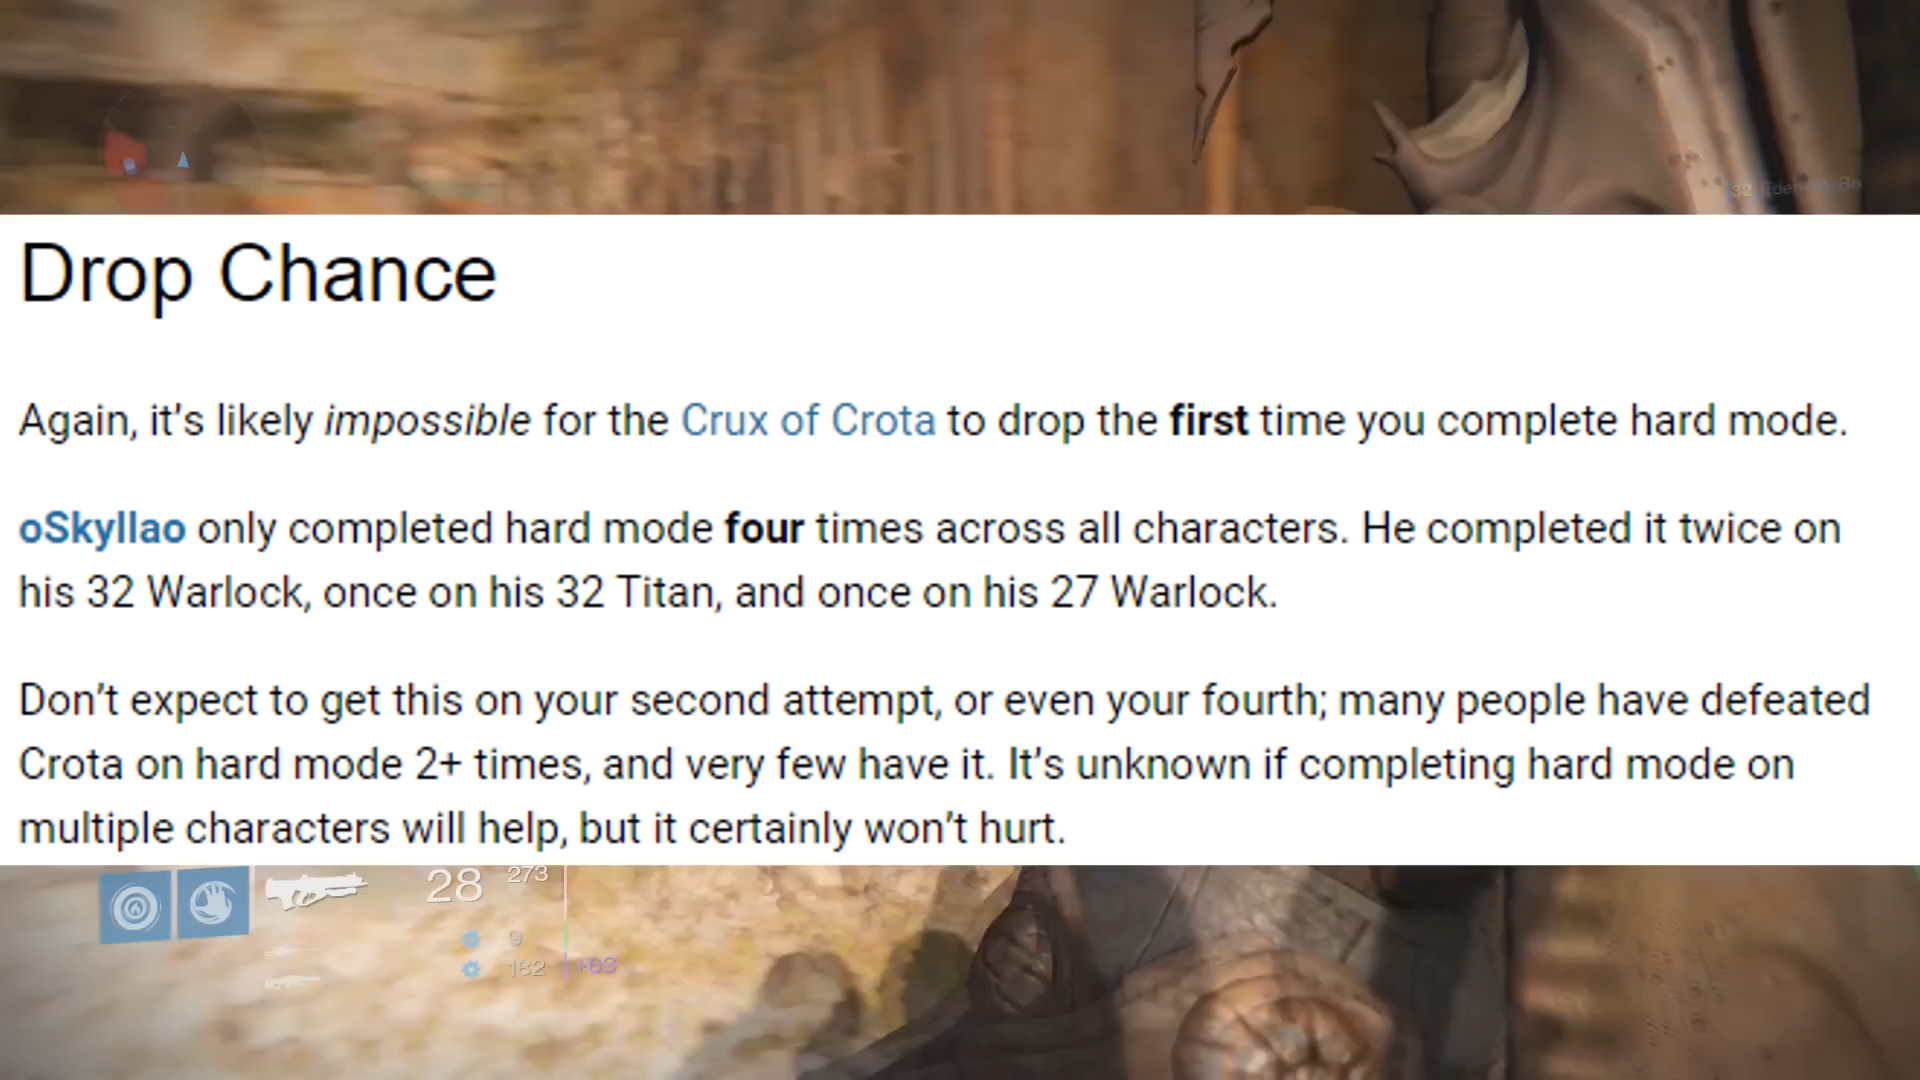 Drop Chance
Again, it's likely impossible for the Crux of Crota to drop the first time you complete hard mode.
oSkyllao only completed hard mode four times across all characters. He completed it twice on
his 32 Warlock, once on his 32 Titan, and once on his 27 Warlock.
Don’t expect to get this on your second attempt, or even your fourth; many people have defeated
Crota on hard mode 2+ times, and very few have it. It's unknown if completing hard mode on
multiple characters will help, but it certainly won’t hurt.
28 273
9
182 +63